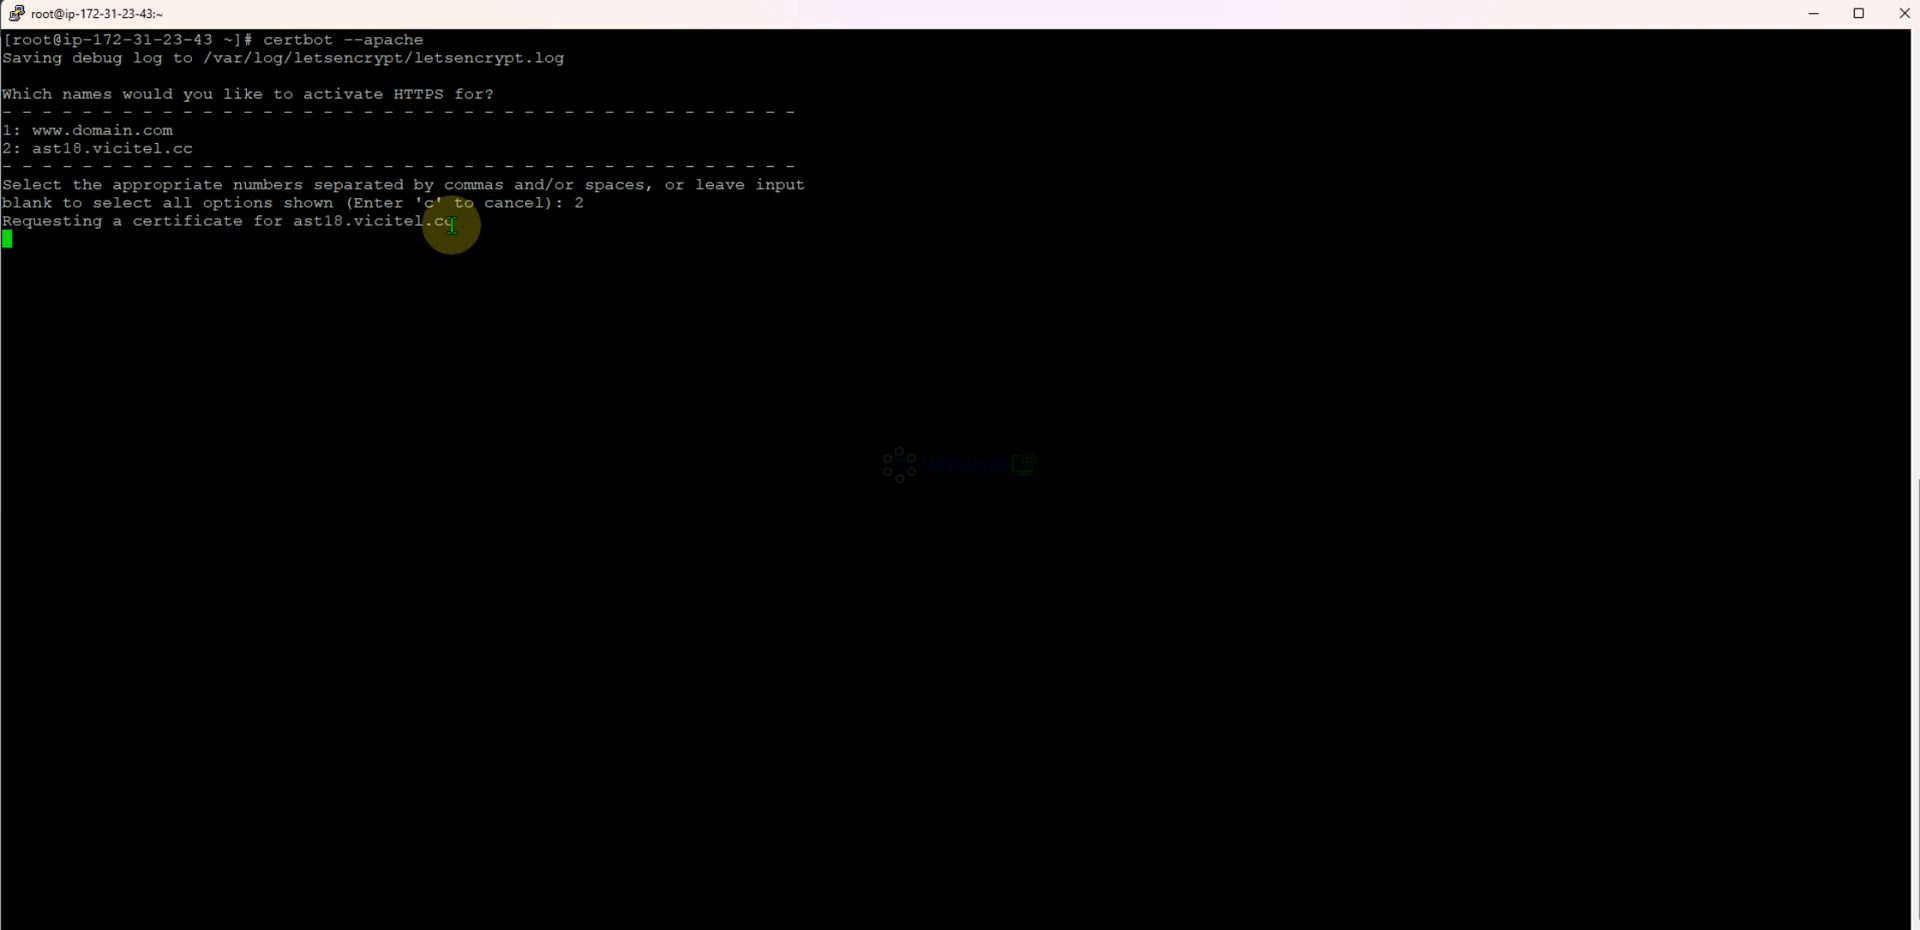 root@ip-172-31-23-43:~
[root@ip-172-31-23-43 ~]# certbot --apache
Saving debug log to /var/log/letsencrypt/letsencrypt.log
Which names would you like to activate HTTPS for?
- - - - - - - - - - - - - - - - - - - - - - - - - - - - - - - - - - - - - - - -
1: www.domain.com
2: ast18.vicitel.cc
- - - - - - - - - - - - - - - - - - - - - - - - - - - - - - - - - - - - - - - -
Select the appropriate numbers separated by commas and/or spaces, or leave input
blank to select all options shown (Enter 'c' to cancel): 2
Requesting a certificate for ast18.vicitel.cc